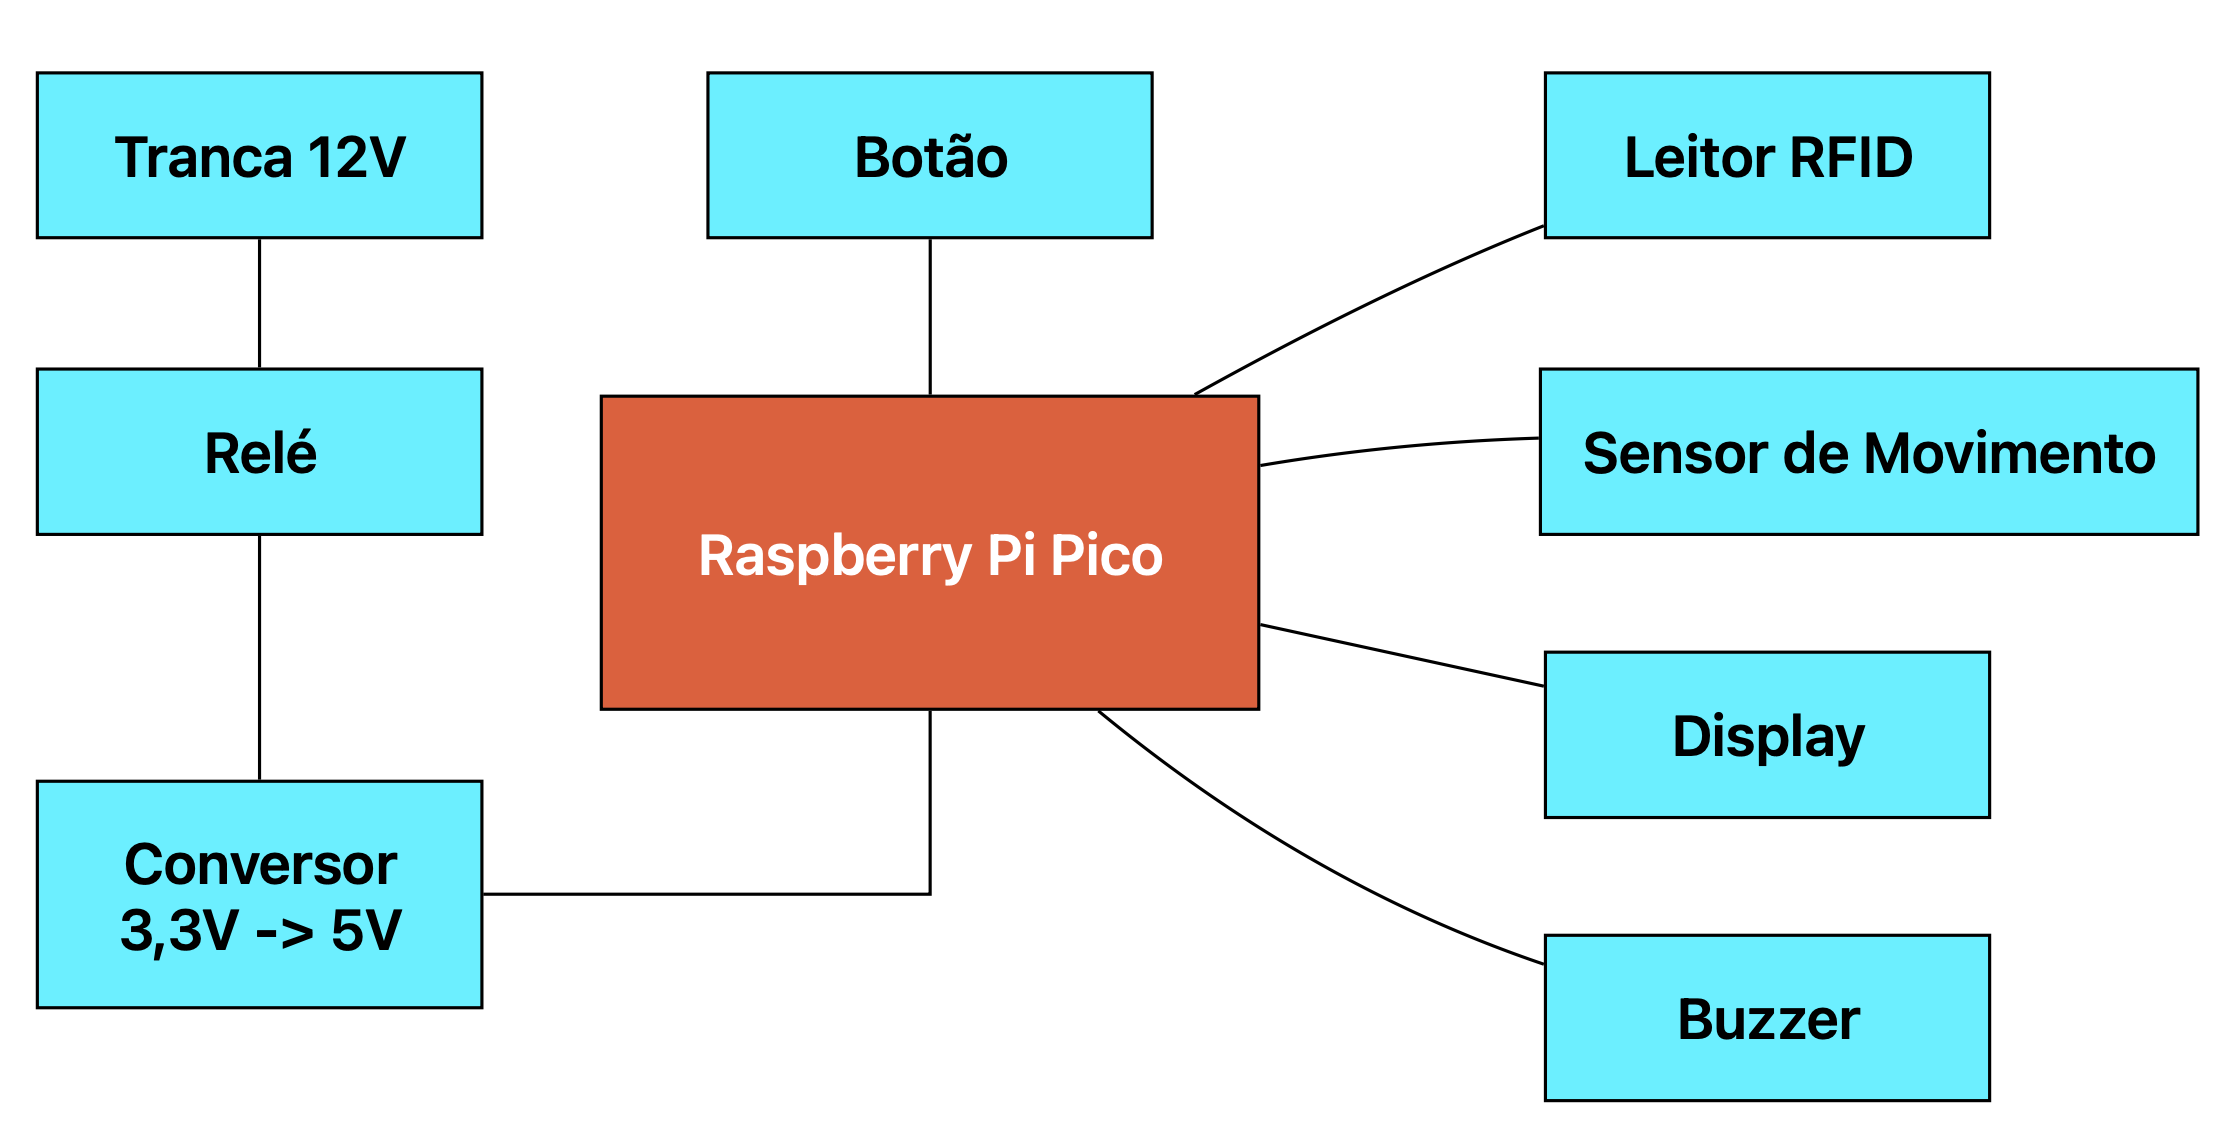 Tranca 12V
Botão
Leitor RFID
Relé
Sensor de Movimento
Raspberry Pi Pico
Display
Conversor
3,3V -> 5V
Buzzer